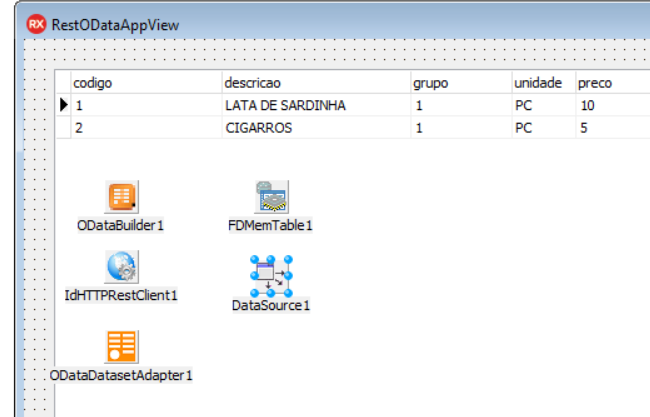 RX RestODataAppView
codigo descricao grupo unidade preco
1 LATA DE SARDINHA 1 PC 10
2 CIGARROS 1 PC 5
ODataBuilder1 FDMemTable1
IdHTTPRestClient1 DataSource1
ODataDatasetAdapter1